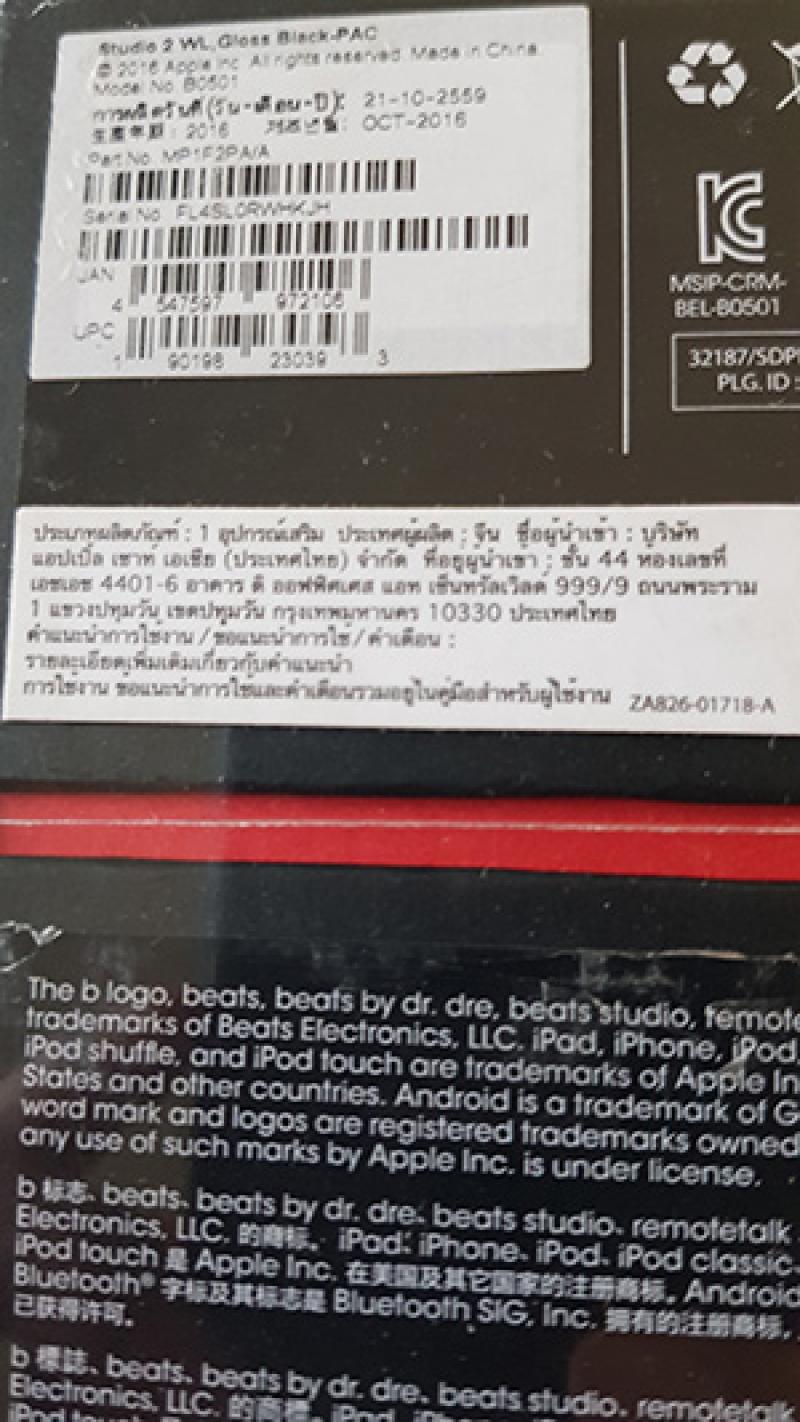 Studio 2 WL,Gloss Black-PAC
© 2016 Apple Inc. All rights reserved. Made in China
Model No. B0501
การผลิตวันที่(วัน-เดือน-ปี): 21-10-2559
生産年期: 2016 OCT-2016
Part No. MP1F2PA/A
Serial No. FL4SL0RWHKJH
JAN
4 547597 972106
UPC
1 90198 23039 3
MSIP-CRM-
BEL-B0501
32187/SDP
PLG. ID :
ประเภทผลิตภัณฑ์ : 1 อุปกรณ์เสริม ประเทศผู้ผลิต : จีน ชื่อผู้นำเข้า : บริษัท
แอปเปิ้ล เซาท์ เอเชีย (ประเทศไทย) จำกัด ที่อยู่ผู้นำเข้า : ชั้น 44 ห้องเลขที่
เอชเอช 4401-6 อาคาร ดิ ออฟฟิศเศส แอท เซ็นทรัลเวิลด์ 999/9 ถนนพระราม
1 แขวงปทุมวัน เขตปทุมวัน กรุงเทพมหานคร 10330 ประเทศไทย
คำแนะนำการใช้งาน /ข้อแนะนำการใช้/คำเตือน :
รายละเอียดเพิ่มเติมเกี่ยวกับคำแนะนำ
การใช้งาน ข้อแนะนำการใช้และคำเตือนรวมอยู่ในคู่มือสำหรับผู้ใช้งาน ZA826-01718-A
The b logo, beats, beats by dr. dre, beats studio, remote
trademarks of Beats Electronics, LLC. iPad, iPhone, iPod
iPod shuffle, and iPod touch are trademarks of Apple In
States and other countries. Android is a trademark of G
word mark and logos are registered trademarks owned
any use of such marks by Apple Inc. is under license.
b 标志、beats、beats by dr. dre、beats studio、remotetalk
Electronics, LLC. 的商标。 iPad、iPhone、iPod、iPod classic、
iPod touch 是 Apple Inc. 在美国及其它国家的注册商标。Android
Bluetooth® 字标及其标志是 Bluetooth SIG, Inc. 拥有的注册商标，
已获得许可。
b 標誌、beats、beats by dr. dre、beats studio、remotetalk
Electronics, LLC. 的商標。iPad、iPhone
iPod touch